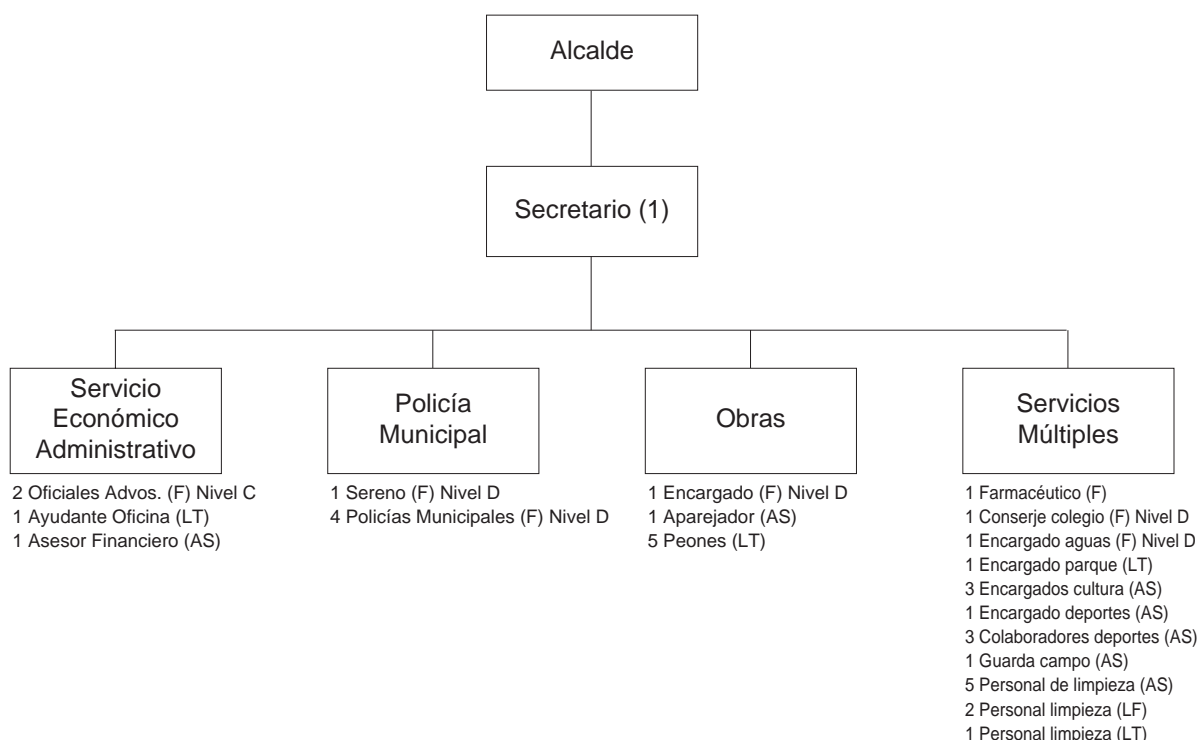 Alcalde
Secretario (1)
Servicio
Económico
Administrativo
2 Oficiales Advos. (F) Nivel C
1 Ayudante Oficina (LT)
1 Asesor Financiero (AS)
Policía
Municipal
1 Sereno (F) Nivel D
4 Policías Municipales (F) Nivel D
Obras
1 Encargado (F) Nivel D
1 Aparejador (AS)
5 Peones (LT)
Servicios
Múltiples
1 Farmacéutico (F)
1 Conserje colegio (F) Nivel D
1 Encargado aguas (F) Nivel D
1 Encargado parque (LT)
3 Encargados cultura (AS)
1 Encargado deportes (AS)
3 Colaboradores deportes (AS)
1 Guarda campo (AS)
5 Personal de limpieza (AS)
2 Personal limpieza (LF)
1 Personal limpieza (LT)